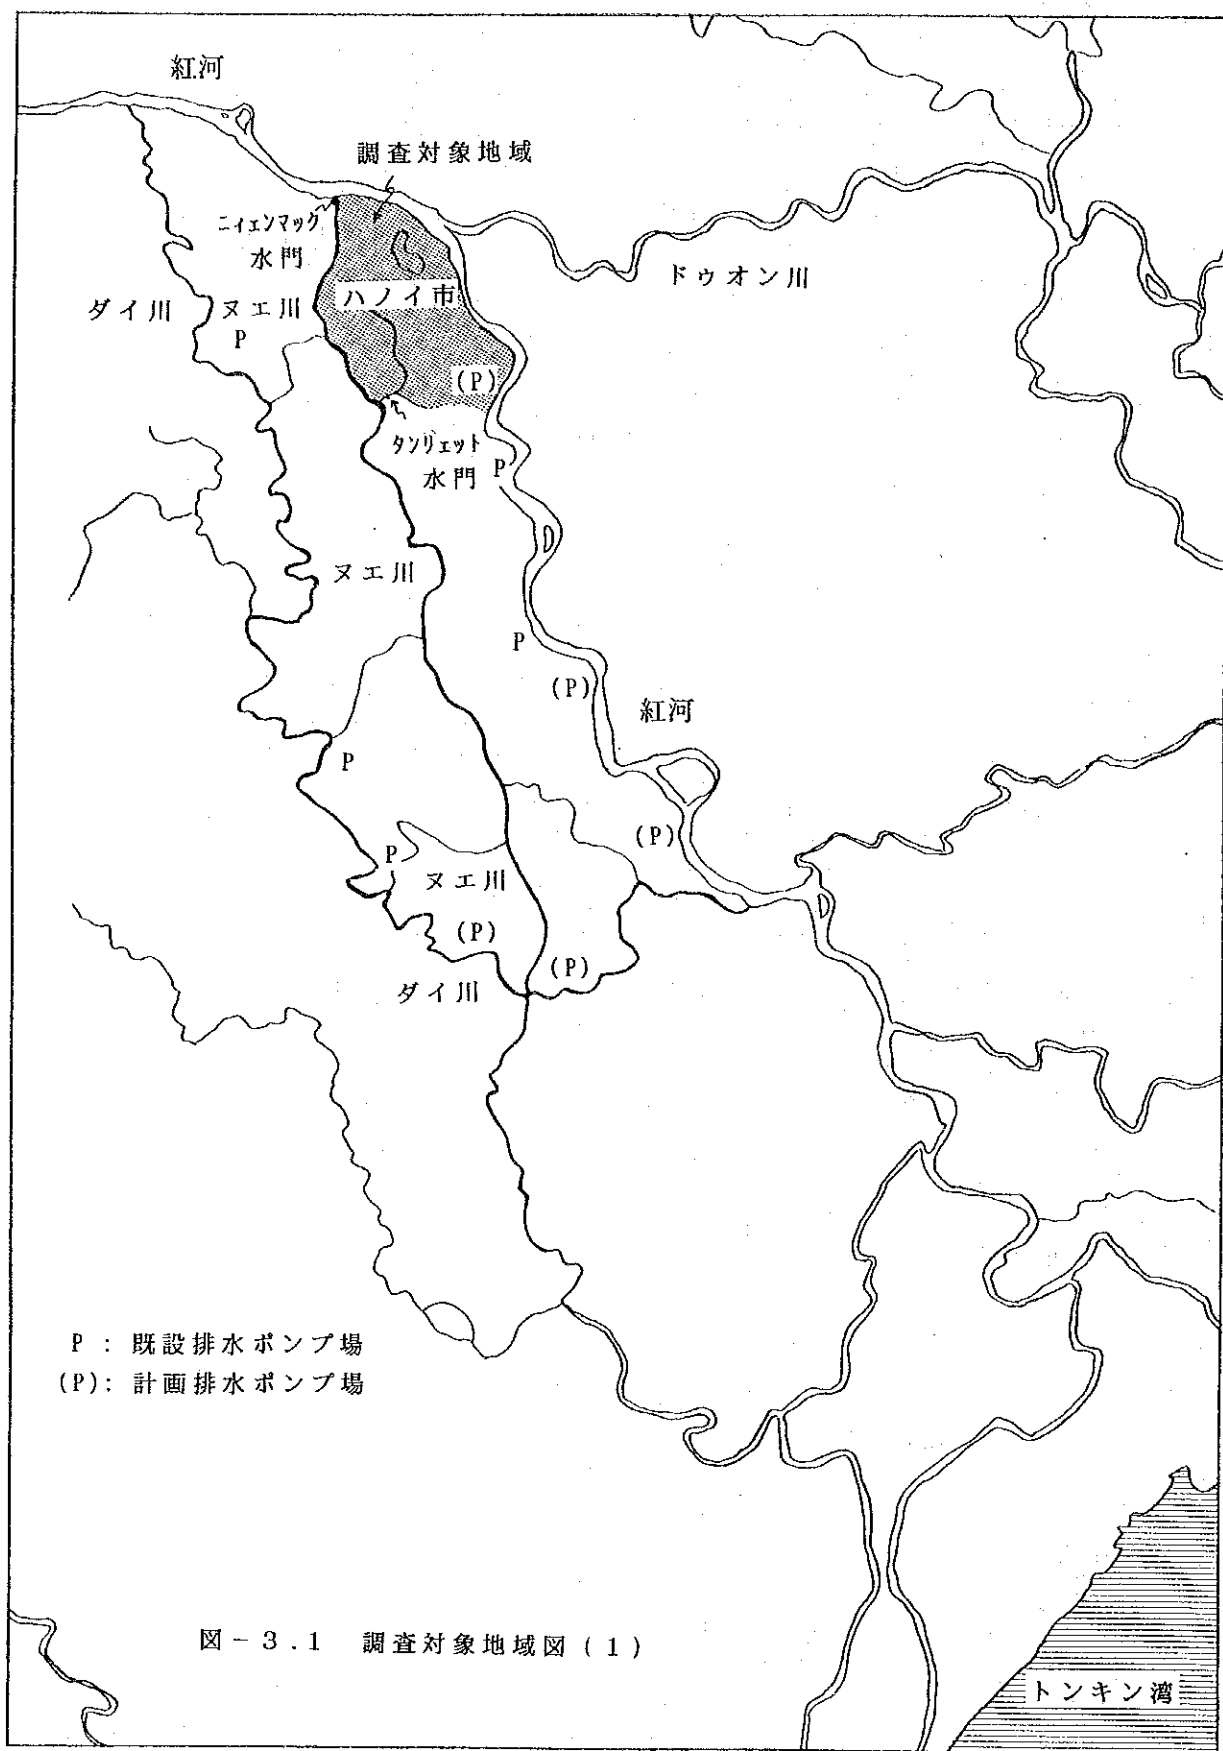 紅河
調査対象地域
ニイェンマック
水門
ドゥオン川
ダイ川
ヌエ川
P
ハノイ市
(P)
タンリェット
水門
P
ヌエ川
P
(P)
紅河
P
(P)
P
ヌエ川
(P)
(P)
ダイ川
P : 既設排水ポンプ場
(P): 計画排水ポンプ場
図-3.1 調査対象地域図(1)
トンキン湾